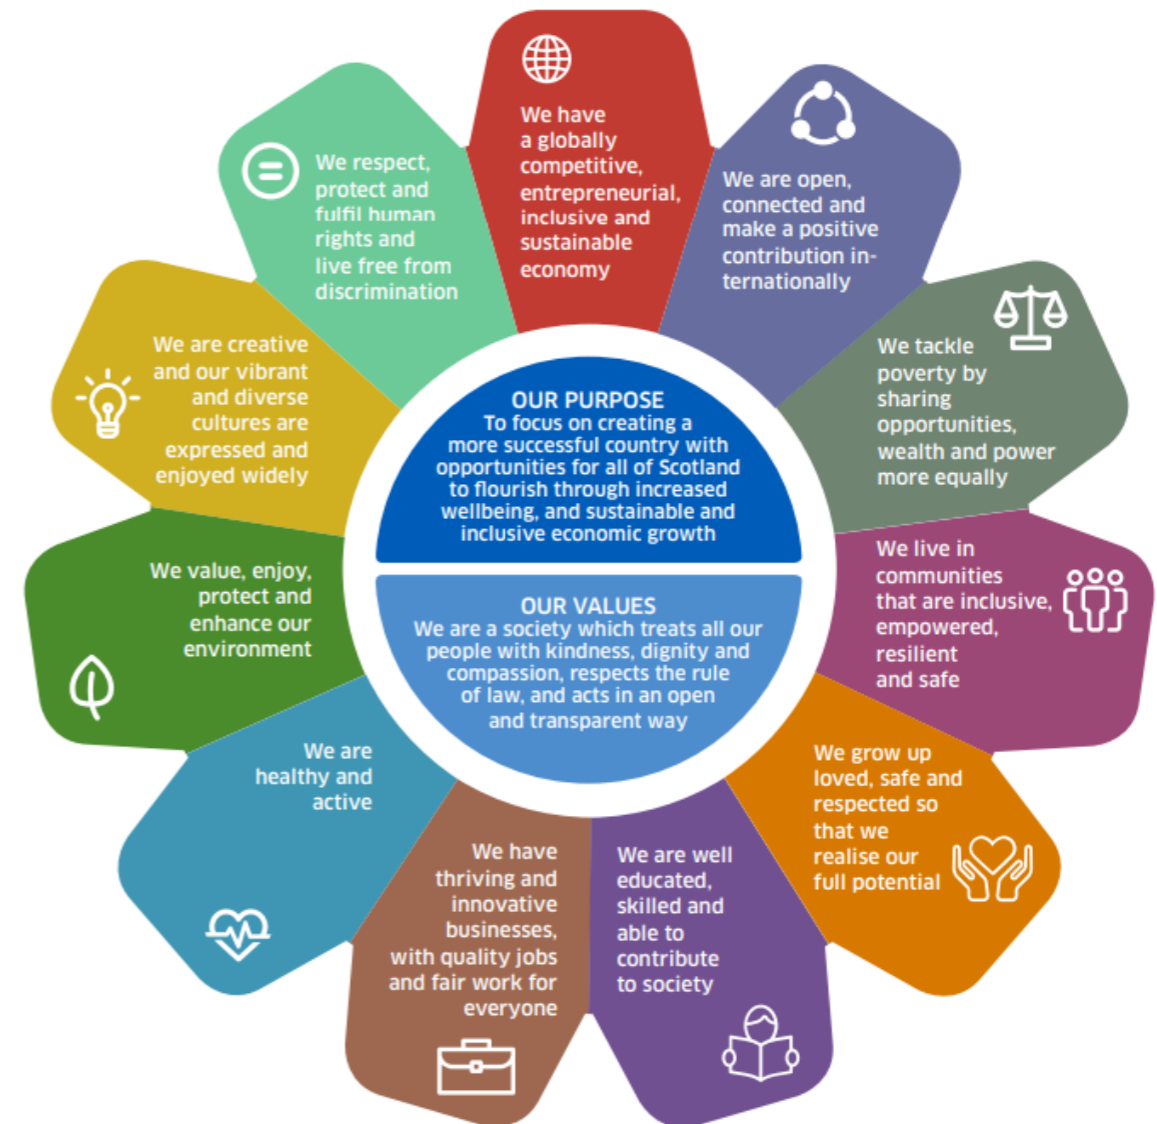 We have
a globally
competitive,
entrepreneurial,
inclusive and
sustainable
economy
We are open,
connected and
make a positive
contribution in-
ternationally
We tackle
poverty by
sharing
opportunities,
wealth and power
more equally
We live in
communities
that are inclusive,
empowered,
resilient
and safe
We grow up
loved, safe and
respected so
that we
realise our
full potential
We are well
educated,
skilled and
able to
contribute
to society
We have
thriving and
innovative
businesses,
with quality jobs
and fair work for
everyone
We are
healthy and
active
We value, enjoy,
protect and
enhance our
environment
We are creative
and our vibrant
and diverse
cultures are
expressed and
enjoyed widely
We respect,
protect and
fulfil human
rights and
live free from
discrimination
OUR PURPOSE
To focus on creating a
more successful country with
opportunities for all of Scotland
to flourish through increased
wellbeing, and sustainable and
inclusive economic growth
OUR VALUES
We are a society which treats all our
people with kindness, dignity and
compassion, respects the rule
of law, and acts in an open
and transparent way